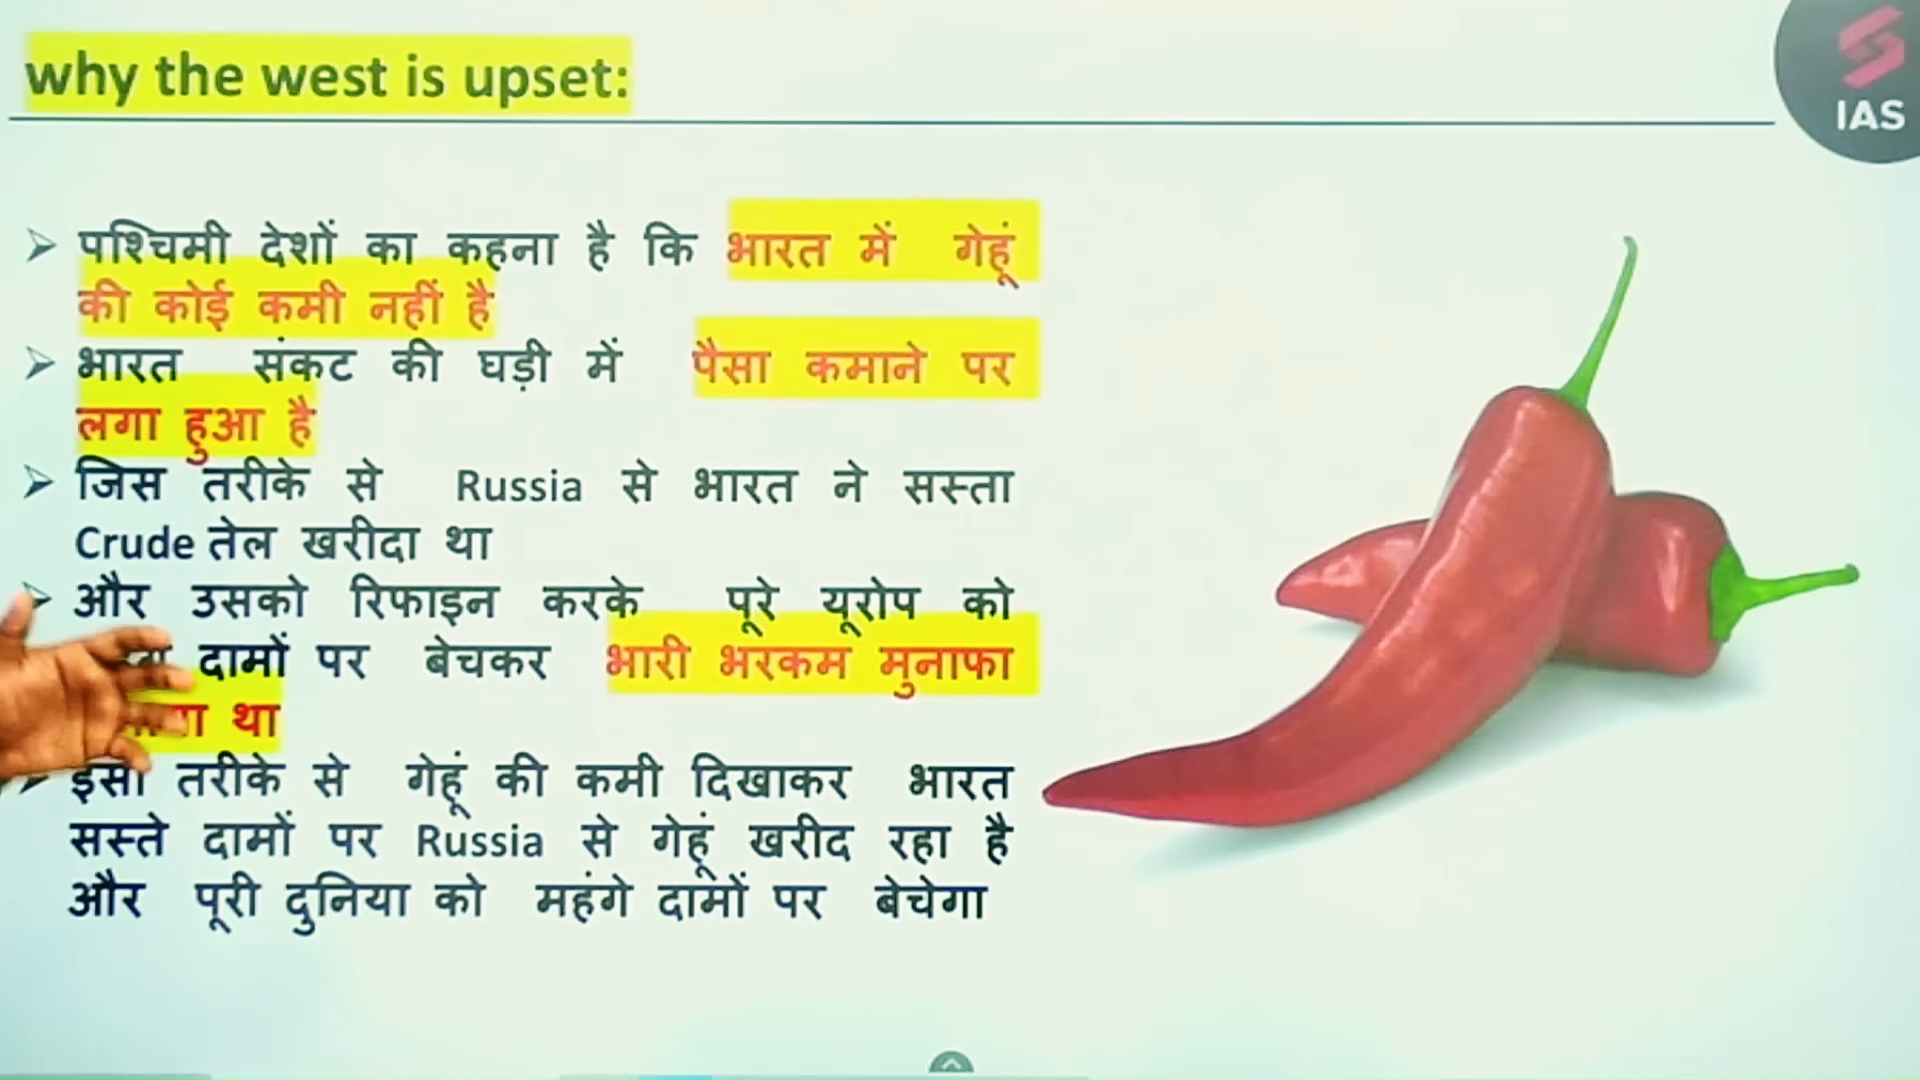 why the west is upset:
IAS
पश्चिमी देशों का कहना है कि भारत में गेहूं
की कोई कमी नहीं है
भारत संकट की घड़ी में पैसा कमाने पर
लगा हुआ है
जिस तरीके से Russia से भारत ने सस्ता
Crude तेल खरीदा था
और उसको रिफाइन करके पूरे यूरोप को
दामों पर बेचकर भारी भरकम मुनाफा
था
इसी तरीके से गेहूं की कमी दिखाकर भारत
सस्ते दामों पर Russia से गेहूं खरीद रहा है
और पूरी दुनिया को महंगे दामों पर बेचेगा